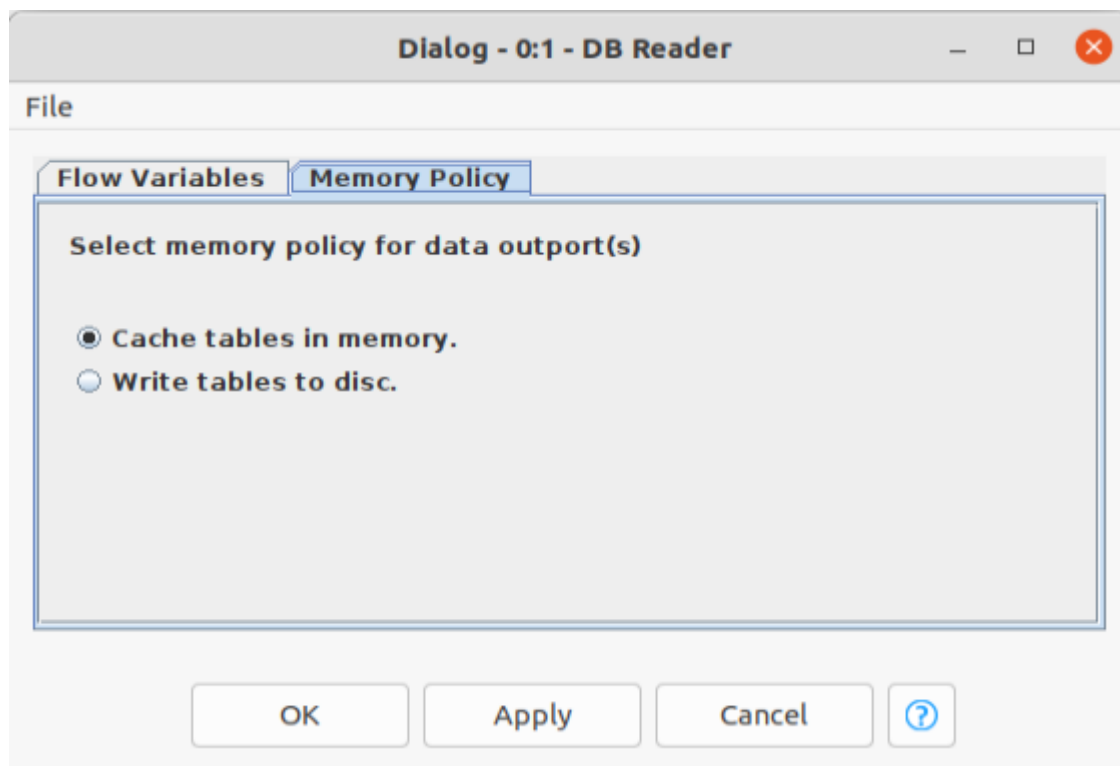 Dialog - 0:1 - DB Reader
File
Flow Variables Memory Policy
Select memory policy for data outport(s)
Cache tables in memory.
Write tables to disc.
OK Apply Cancel ?